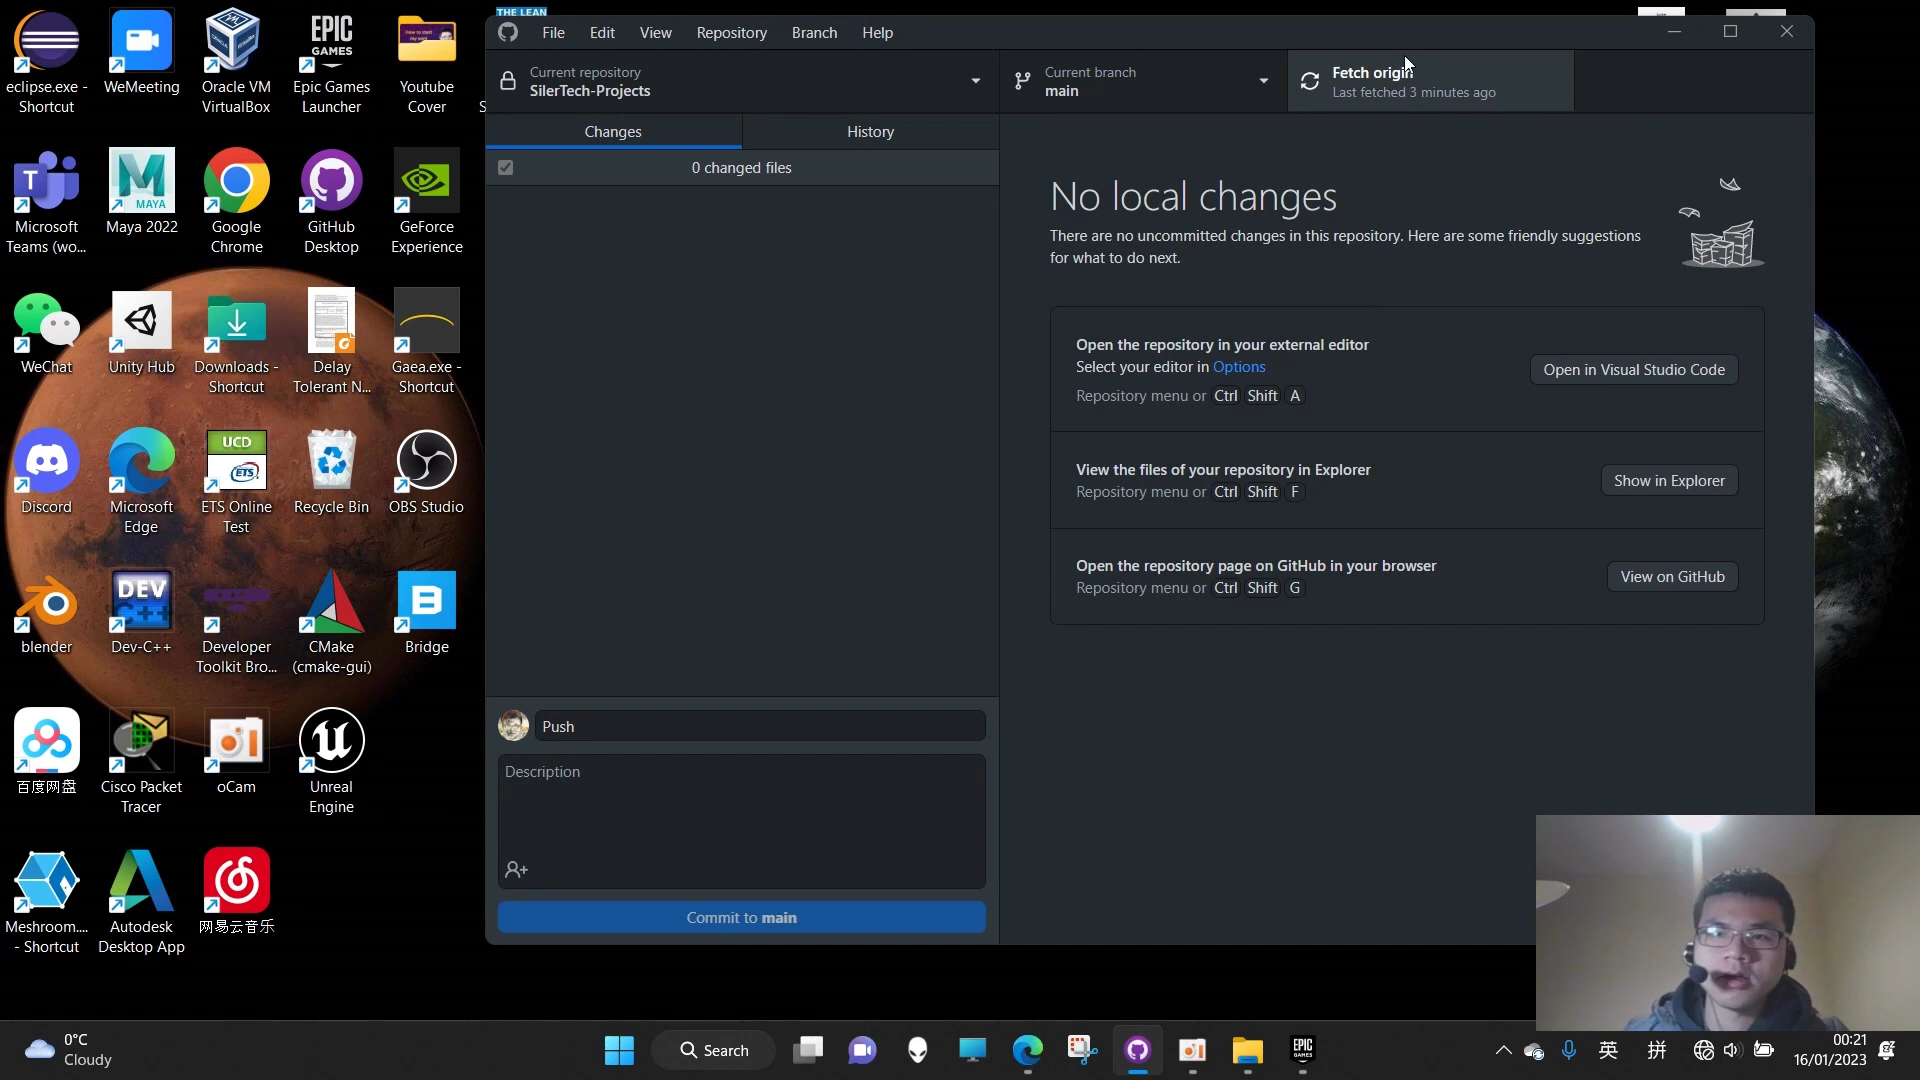 THE LEAN
eclipse.exe -
Shortcut
WeMeeting
Oracle VM
VirtualBox
EPIC
GAMES
Epic Games
Launcher
Youtube
Cover
Microsoft
Teams (wo...
MAYA
Maya 2022
Google
Chrome
GitHub
Desktop
GeForce
Experience
WeChat
Unity Hub
Downloads -
Shortcut
Delay
Tolerant N...
Gaea.exe -
Shortcut
Discord
Microsoft
Edge
UCD
ETS
ETS Online
Test
Recycle Bin
OBS Studio
blender
DEV
C++
Dev-C++
Developer
Toolkit Bro...
CMake
(cmake-gui)
B
Bridge
百度网盘
Cisco Packet
Tracer
oCam
Unreal
Engine
Meshroom....
- Shortcut
Autodesk
Desktop App
网易云音乐
File
Edit
View
Repository
Branch
Help
Current repository
SilerTech-Projects
Current branch
main
Fetch origin
Last fetched 3 minutes ago
Changes
History
0 changed files
Push
Description
Commit to main
No local changes
There are no uncommitted changes in this repository. Here are some friendly suggestions
for what to do next.
Open the repository in your external editor
Select your editor in Options
Repository menu or Ctrl Shift A
Open in Visual Studio Code
View the files of your repository in Explorer
Repository menu or Ctrl Shift F
Show in Explorer
Open the repository page on GitHub in your browser
Repository menu or Ctrl Shift G
View on GitHub
0°C
Cloudy
Search
EPIC
GAMES
英
拼
00:21
16/01/2023